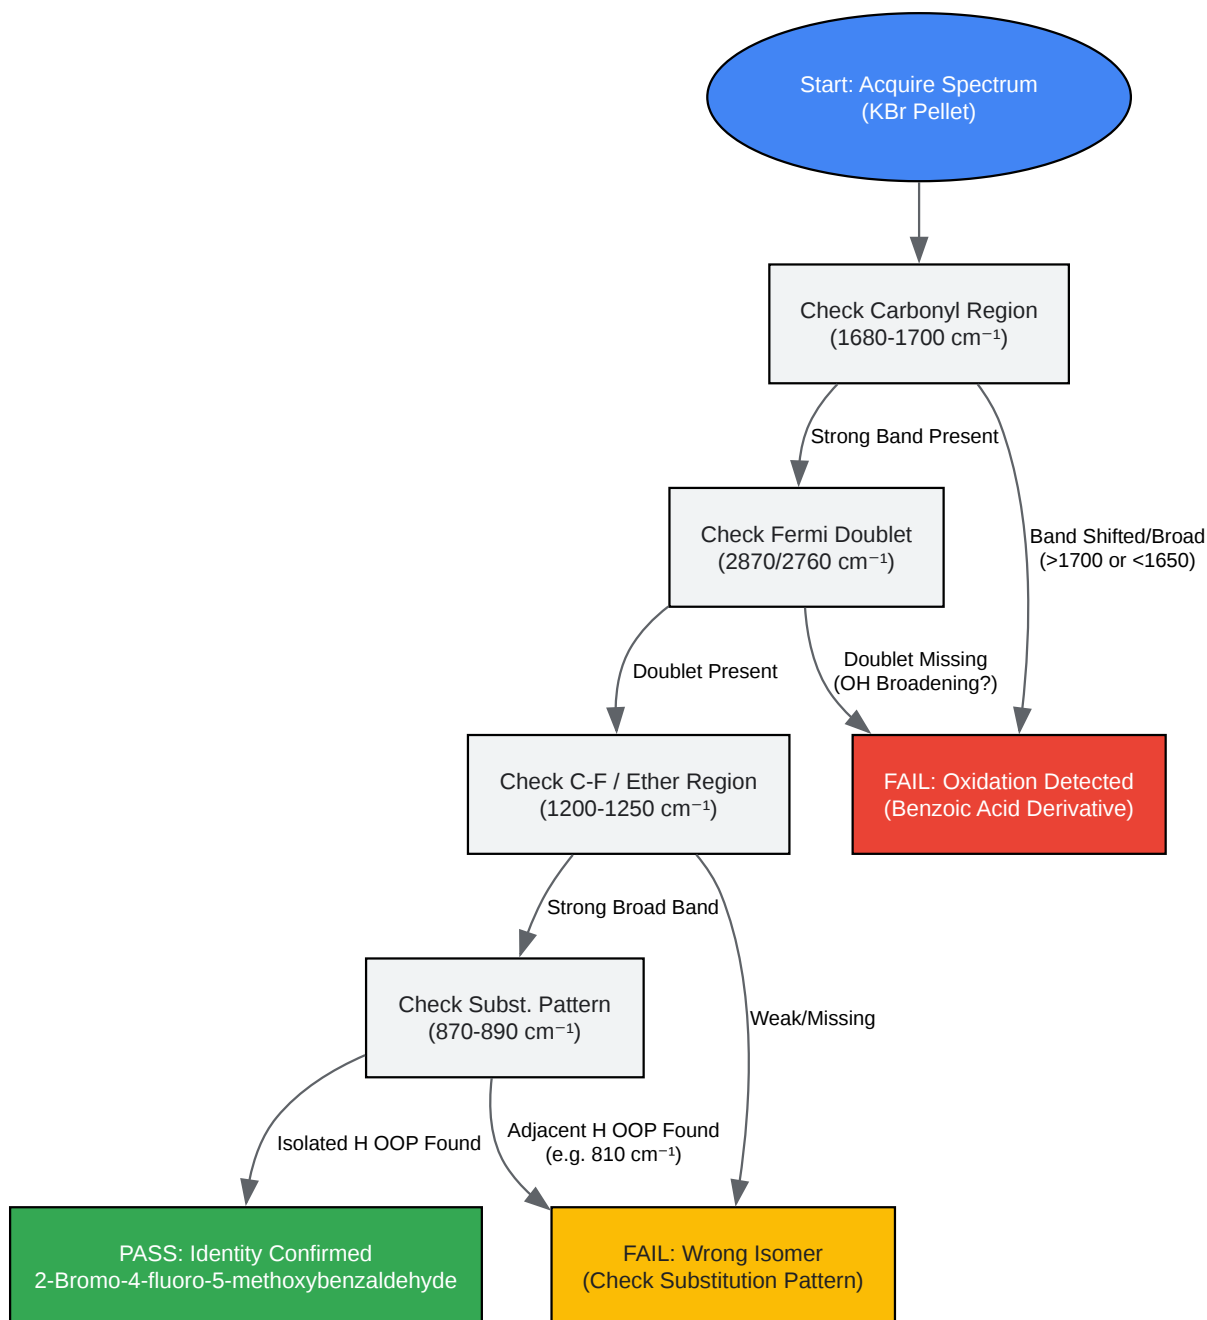 Start: Acquire Spectrum
(KBr Pellet)
Check Carbonyl Region
(1680-1700 cm⁻¹)
Strong Band Present
Check Fermi Doublet
(2870/2760 cm⁻¹)
Band Shifted/Broad
(>1700 or <1650)
Doublet Present
Doublet Missing
(OH Broadening?)
Check C-F / Ether Region
(1200-1250 cm⁻¹)
FAIL: Oxidation Detected
(Benzoic Acid Derivative)
Strong Broad Band
Check Subst. Pattern
(870-890 cm⁻¹)
Weak/Missing
Isolated H OOP Found
Adjacent H OOP Found
(e.g. 810 cm⁻¹)
PASS: Identity Confirmed
2-Bromo-4-fluoro-5-methoxybenzaldehyde
FAIL: Wrong Isomer
(Check Substitution Pattern)